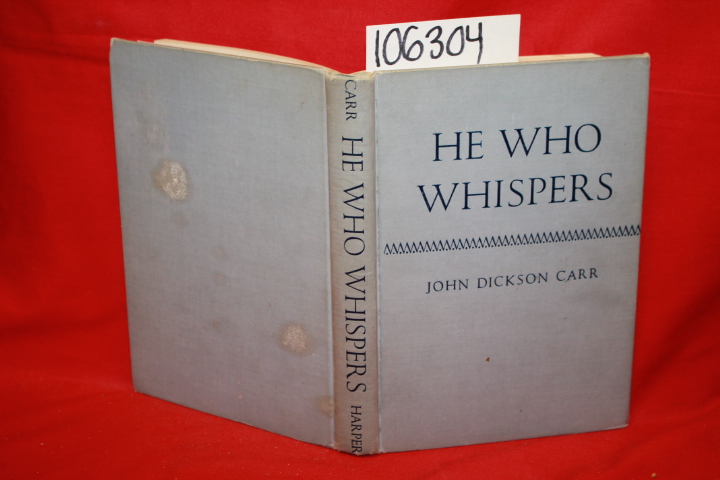 106304
CARR HE WHO WHISPERS HARPER
HE WHO
WHISPERS
JOHN DICKSON CARR